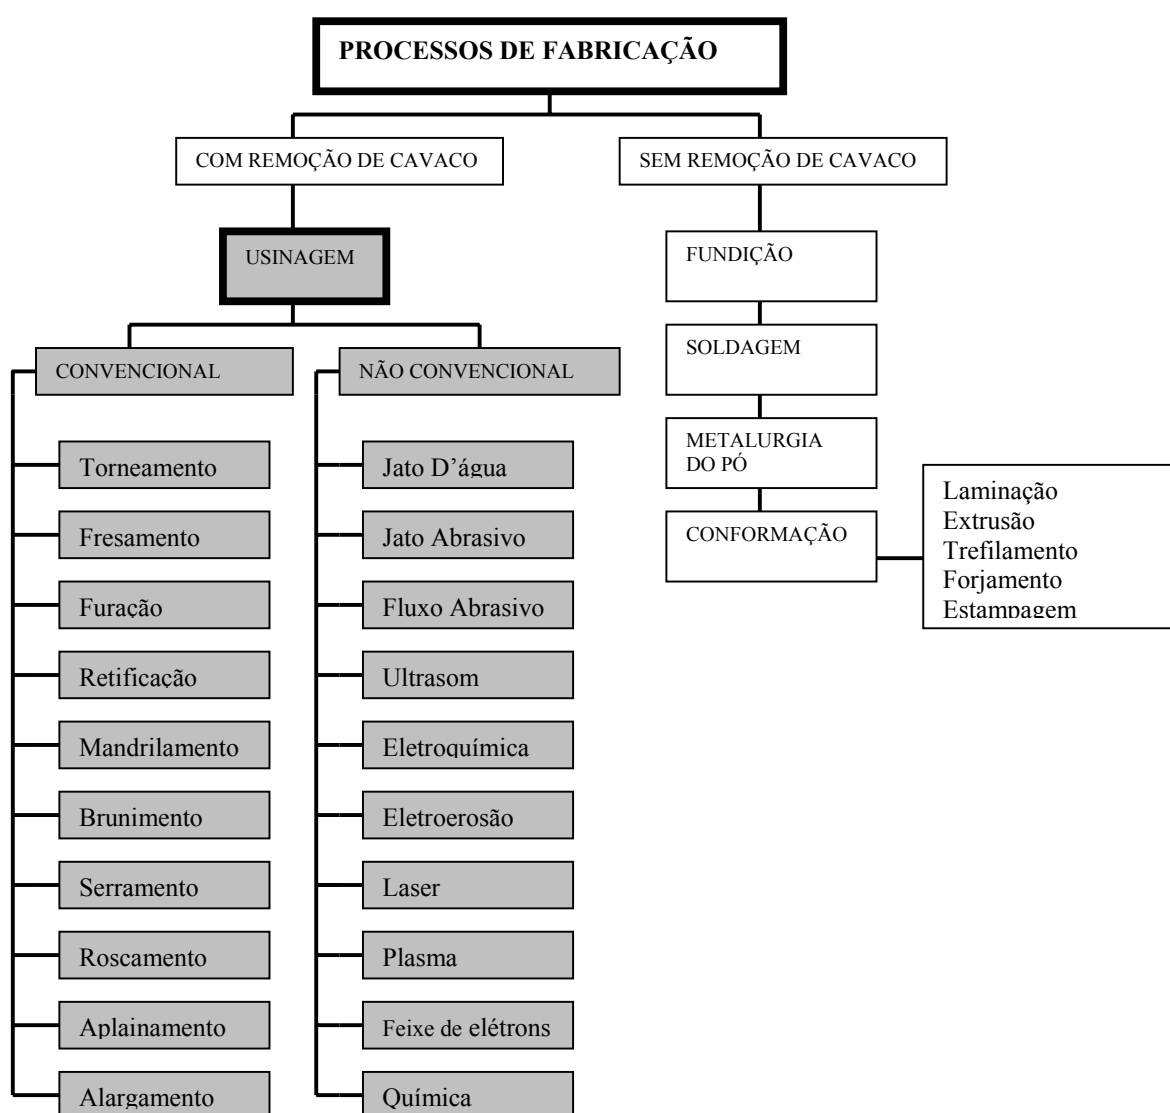 PROCESSOS DE FABRICAÇÃO
COM REMOÇÃO DE CAVACO
SEM REMOÇÃO DE CAVACO
USINAGEM
FUNDIÇÃO
SOLDAGEM
METALURGIA
DO PÓ
CONFORMAÇÃO
Laminação
Extrusão
Trefilamento
Forjamento
Estampagem
CONVENCIONAL
Torneamento
Fresamento
Furação
Retificação
Mandrilamento
Brunimento
Serramento
Roscamento
Aplainamento
Alargamento
NÃO CONVENCIONAL
Jato D’água
Jato Abrasivo
Fluxo Abrasivo
Ultrasom
Eletroquímica
Eletroerosão
Laser
Plasma
Feixe de elétrons
Química